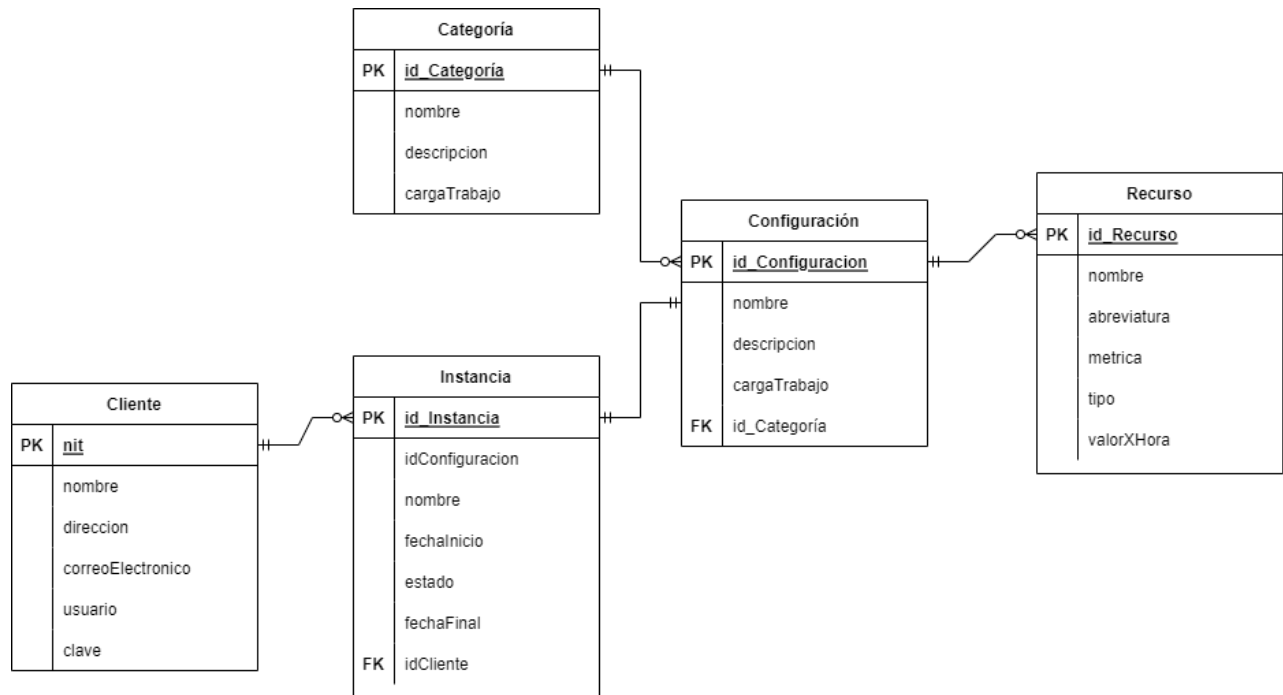 Categoría
PK id_Categoría
nombre
descripcion
cargaTrabajo
Configuración
PK id_Configuracion
nombre
descripcion
cargaTrabajo
FK id_Categoría
Recurso
PK id_Recurso
nombre
abreviatura
metrica
tipo
valorXHora
Cliente
PK nit
nombre
direccion
correoElectronico
usuario
clave
Instancia
PK id_Instancia
idConfiguracion
nombre
fechaInicio
estado
fechaFinal
FK idCliente